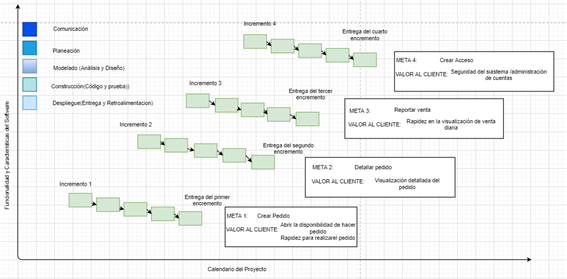 Comunicación
Planeación
Modelado (Análisis y Diseño)
Construcción(Código y prueba))
Despliegue(Entrega y Retroalimentacion)
Funcionalidad y Características del Software
Incremento 4
Entrega del cuarto
encremento
META 4: Crear Acceso
VALOR AL CLIENTE: Seguridad del siastema /administración
de cuentas
Incremento 3
Entrega del tercer
encremento
META 3: Reportar venta
VALOR AL CLIENTE: Rapidez en la visualización de venta
diaria
Incremento 2
Entrega del segundo
encremento
META 2: Detallar pedido
VALOR AL CLIENTE: Visualización detallada del
pedido
Incremento 1
Entrega del primer
encremento
META 1: Crear Pedido
VALOR AL CLIENTE: Abrir la disponibilidad de hacer
pedido
Rapidez para realizarel pedido
Calendario del Proyecto